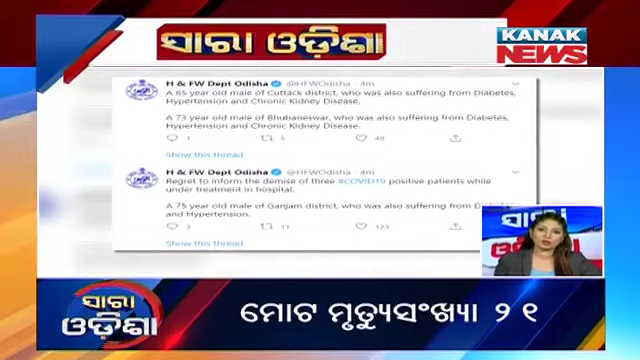 ସାରା ଓଡ଼ିଶା
KANAK
NEWS
H & FW Dept Odisha @HFWOdisha · 4m
A 65 year old male of Cuttack district, who was also suffering from Diabetes,
Hypertension and Chronic Kidney Disease.
A 73 year old male of Bhubaneswar, who was also suffering from Diabetes,
Hypertension and Chronic Kidney Disease.
1 5 49
Show this thread
H & FW Dept Odisha @HFWOdisha · 4m
Regret to inform the demise of three #COVID19 positive patients while
under treatment in hospital.
A 75 year old male of Ganjam district, who was also suffering from
and Hypertension.
3 11 123
Show this thread
ସାରା
ଓଡ଼ିଶା
ମୋଟ ମୃତ୍ୟୁସଂଖ୍ୟା ୨୧